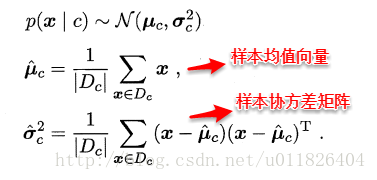 p(x | c) ∼ 𝒩(μ_c, σ_c^2)
μ̂_c = 1/|D_c| ∑_{x∈D_c} x , 样本均值向量
样本协方差矩阵
σ̂_c^2 = 1/|D_c| ∑_{x∈D_c} (x − μ̂_c)(x − μ̂_c)^T .
http://blog.csdn.net/u011826404